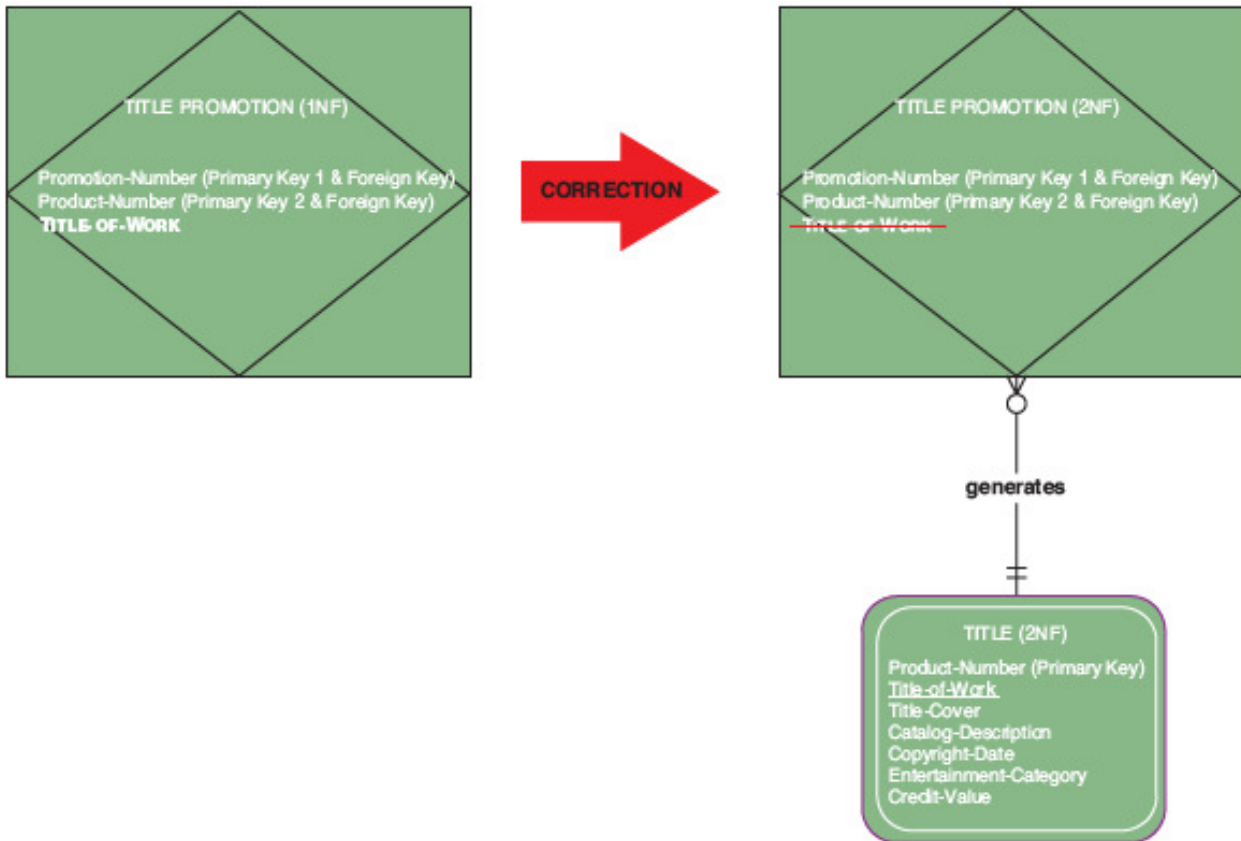 TITLE PROMOTION (1NF)
Promotion-Number (Primary Key 1 & Foreign Key)
Product-Number (Primary Key 2 & Foreign Key)
TITLE-OF-WORK
CORRECTION
TITLE PROMOTION (2NF)
Promotion-Number (Primary Key 1 & Foreign Key)
Product-Number (Primary Key 2 & Foreign Key)
TITLE-OF-WORK
generates
TITLE (2NF)
Product-Number (Primary Key)
Title-of-Work
Title-Cover
Catalog-Description
Copyright-Date
Entertainment-Category
Credit-Value